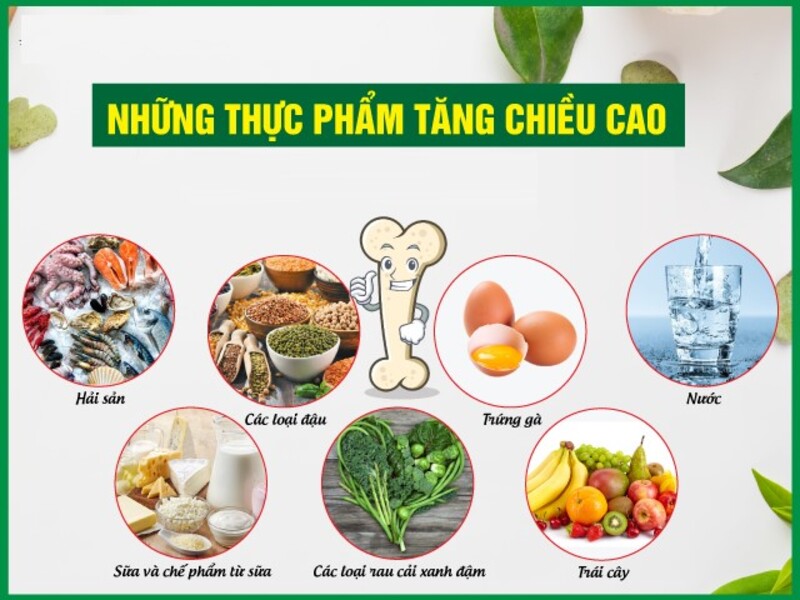 NHỮNG THỰC PHẨM TĂNG CHIỀU CAO
Hải sản
Các loại đậu
Trứng gà
Nước
Sữa và chế phẩm từ sữa
Các loại rau cải xanh đậm
Trái cây